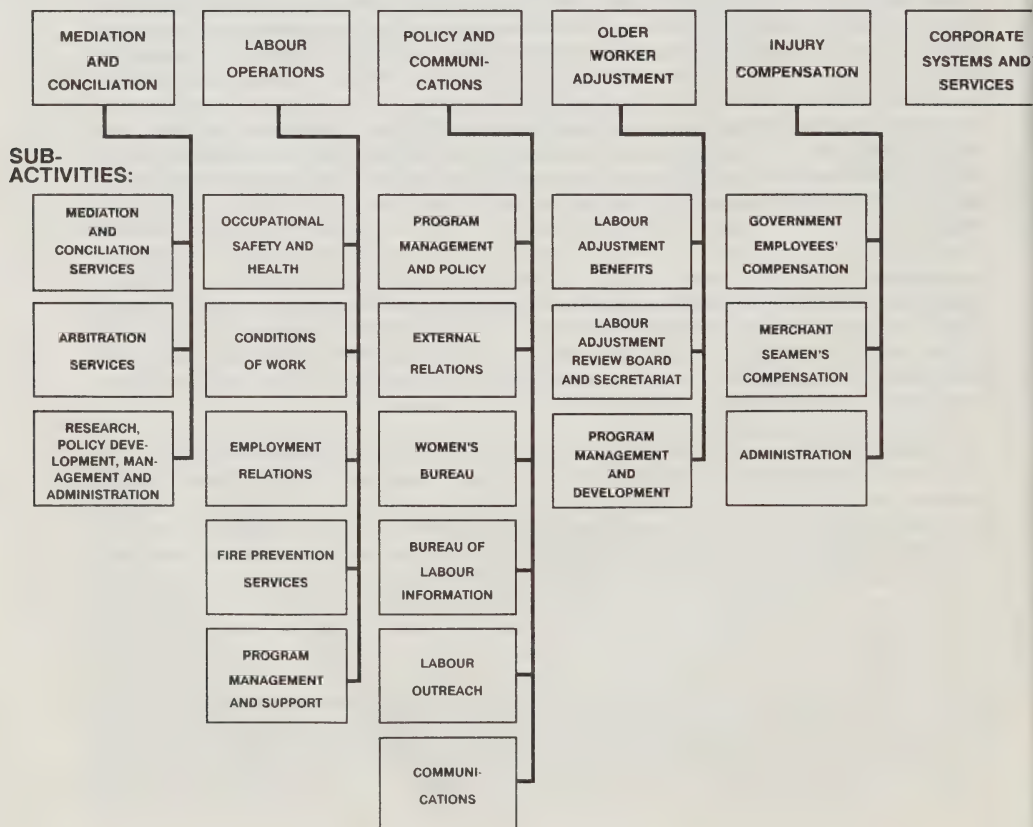 MEDIATION
AND
CONCILIATION
LABOUR
OPERATIONS
POLICY AND
COMMUNI-
CATIONS
OLDER
WORKER
ADJUSTMENT
INJURY
COMPENSATION
CORPORATE
SYSTEMS AND
SERVICES
SUB-
ACTIVITIES:
MEDIATION
AND
CONCILIATION
SERVICES
ARBITRATION
SERVICES
RESEARCH,
POLICY DEVE-
LOPMENT, MAN-
AGEMENT AND
ADMINISTRATION
OCCUPATIONAL
SAFETY AND
HEALTH
CONDITIONS
OF WORK
EMPLOYMENT
RELATIONS
FIRE PREVENTION
SERVICES
PROGRAM
MANAGEMENT
AND SUPPORT
PROGRAM
MANAGEMENT
AND POLICY
EXTERNAL
RELATIONS
WOMEN'S
BUREAU
BUREAU OF
LABOUR
INFORMATION
LABOUR
OUTREACH
COMMUNI-
CATIONS
LABOUR
ADJUSTMENT
BENEFITS
LABOUR
ADJUSTMENT
REVIEW BOARD
AND SECRETARIAT
PROGRAM
MANAGEMENT
AND
DEVELOPMENT
GOVERNMENT
EMPLOYEES'
COMPENSATION
MERCHANT
SEAMEN'S
COMPENSATION
ADMINISTRATION